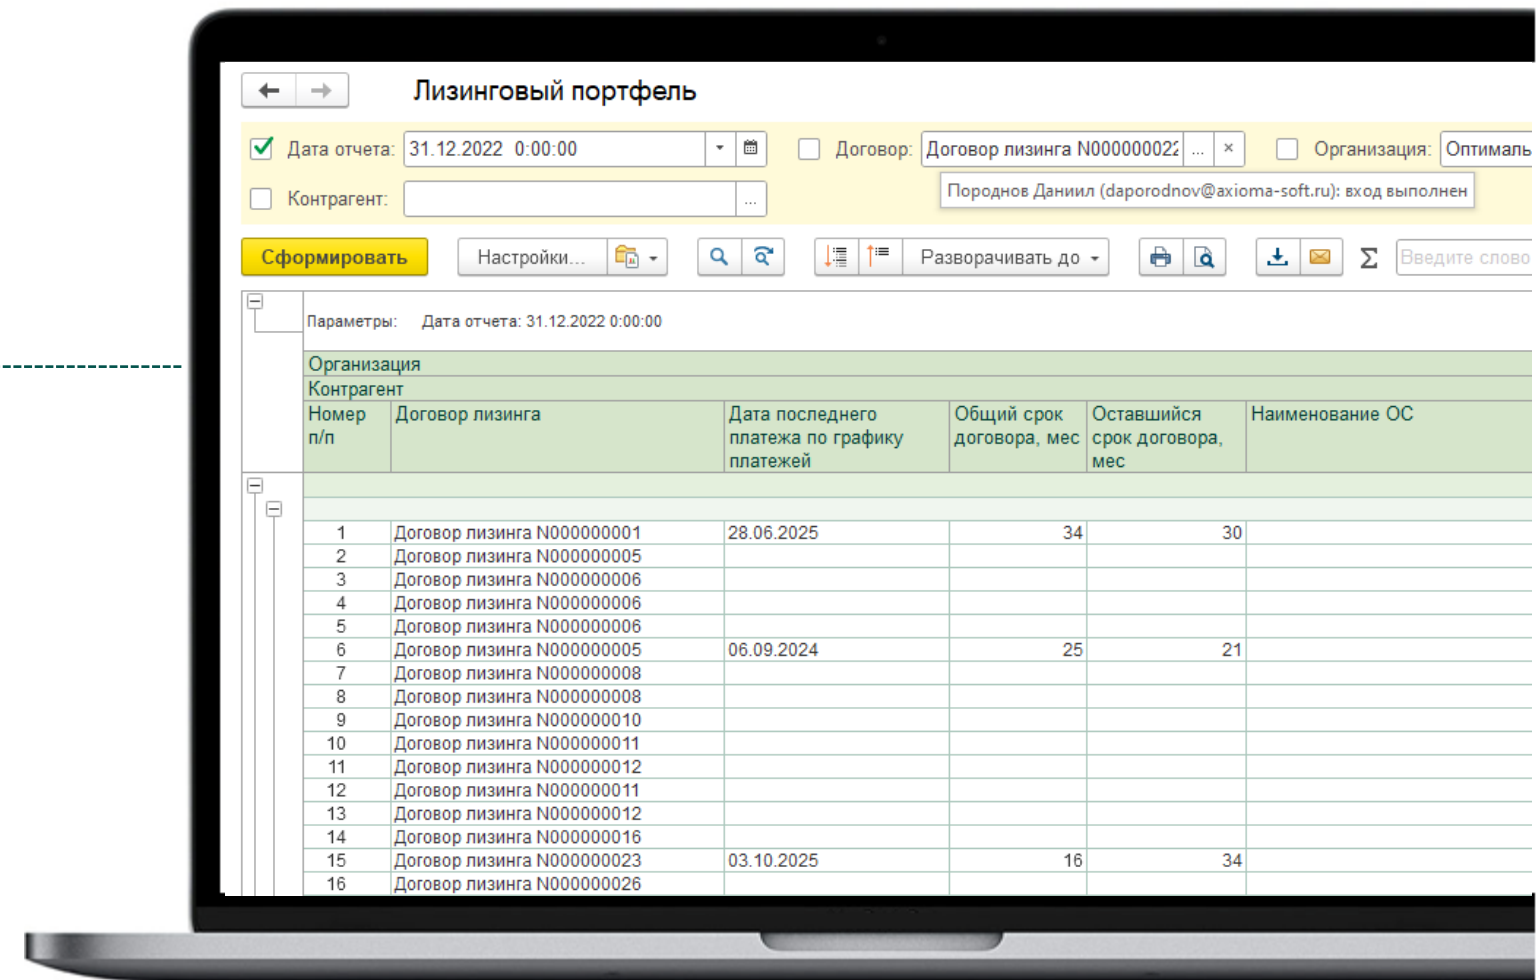 Лизинговый портфель
Дата отчета: 31.12.2022 0:00:00 Договор: Договор лизинга N000000022 ... × Организация: Оптималь
Контрагент: ...
Породнов Даниил (daporodnov@axioma-soft.ru): вход выполнен
Сформировать Настройки... Разворачивать до Σ Введите слово
Параметры: Дата отчета: 31.12.2022 0:00:00
Организация
Контрагент
Номер п/п Договор лизинга Дата последнего платежа по графику платежей Общий срок договора, мес Оставшийся срок договора, мес Наименование ОС
1 Договор лизинга N000000001 28.06.2025 34 30
2 Договор лизинга N000000005
3 Договор лизинга N000000006
4 Договор лизинга N000000006
5 Договор лизинга N000000006
6 Договор лизинга N000000005 06.09.2024 25 21
7 Договор лизинга N000000008
8 Договор лизинга N000000008
9 Договор лизинга N000000010
10 Договор лизинга N000000011
11 Договор лизинга N000000012
12 Договор лизинга N000000011
13 Договор лизинга N000000012
14 Договор лизинга N000000016
15 Договор лизинга N000000023 03.10.2025 16 34
16 Договор лизинга N000000026